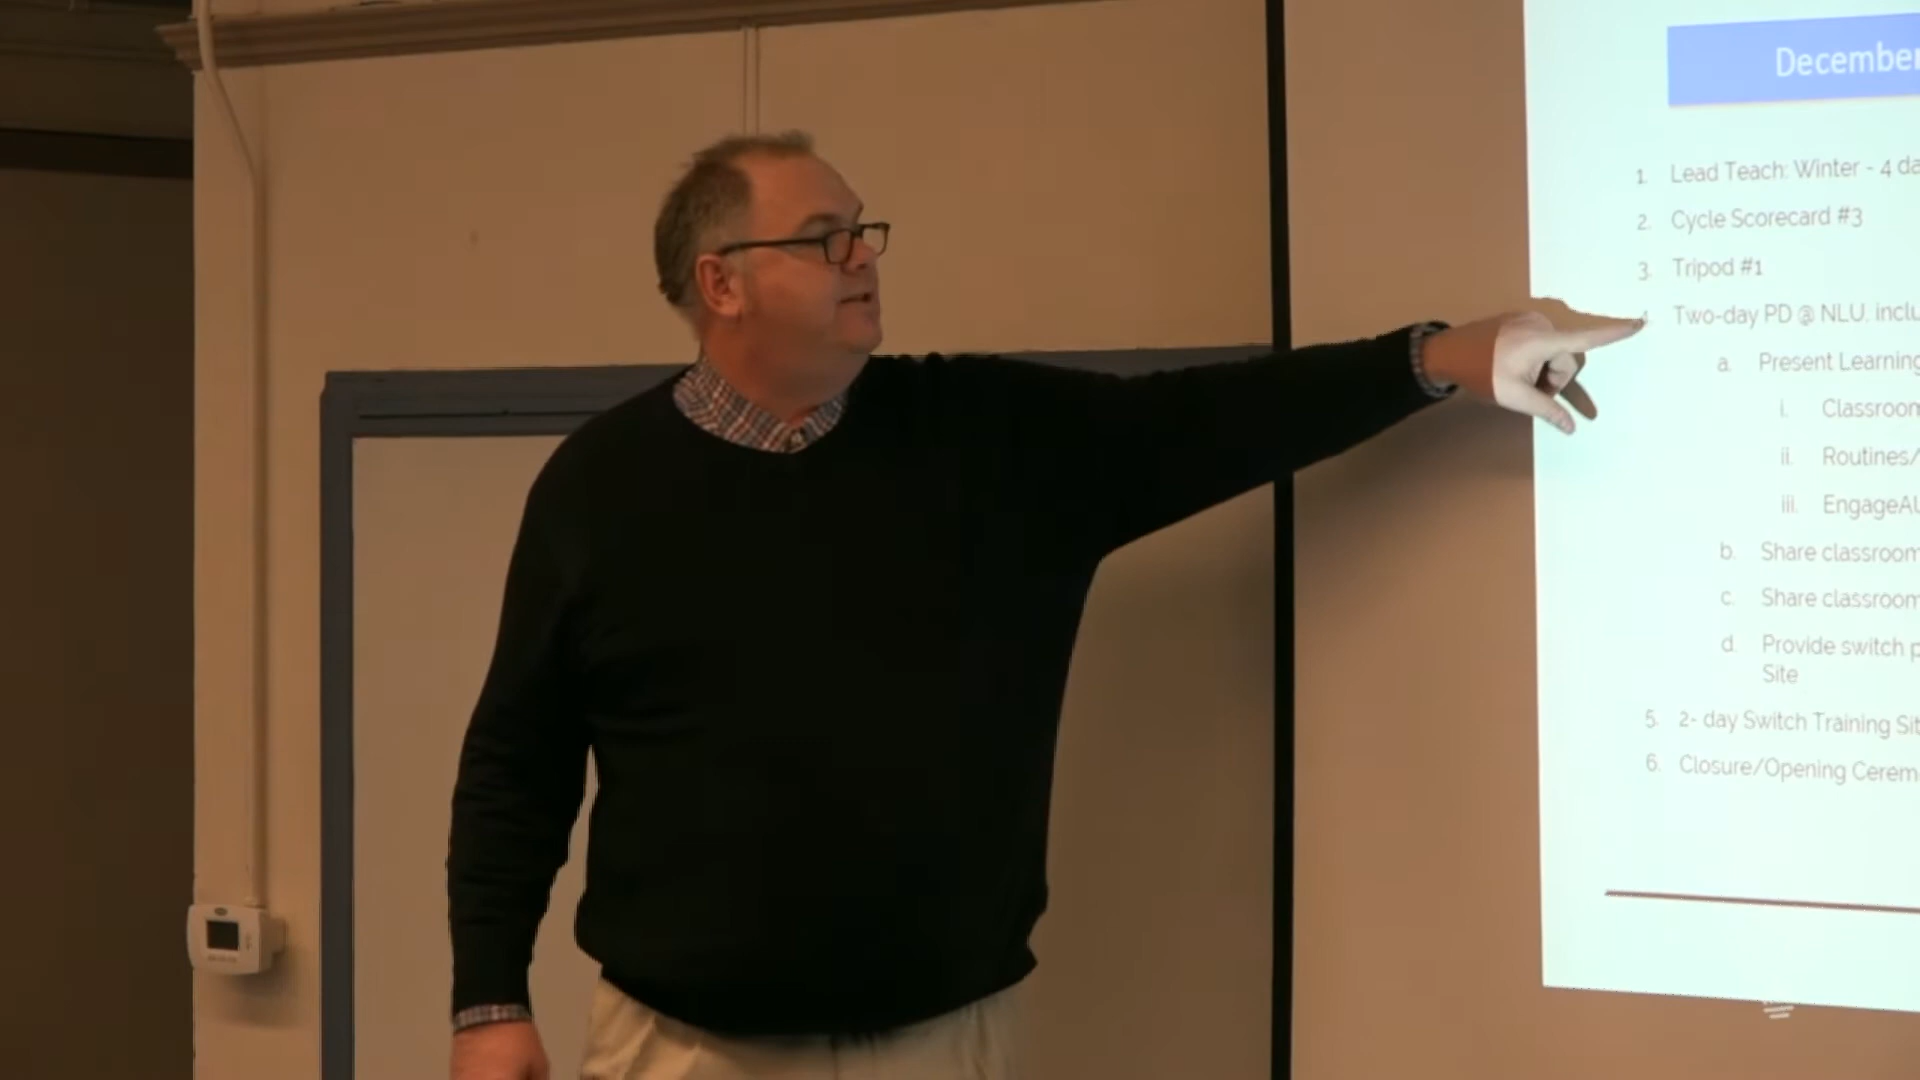 December
1. Lead Teach: Winter - 4 da
2. Cycle Scorecard #3
3. Tripod #1
4. Two-day PD @ NLU, inclu
a. Present Learning
i. Classroom
ii. Routines/
iii. EngageAL
b. Share classroom
c. Share classroom
d. Provide switch p
Site
5. 2- day Switch Training Sit
6. Closure/Opening Cerem